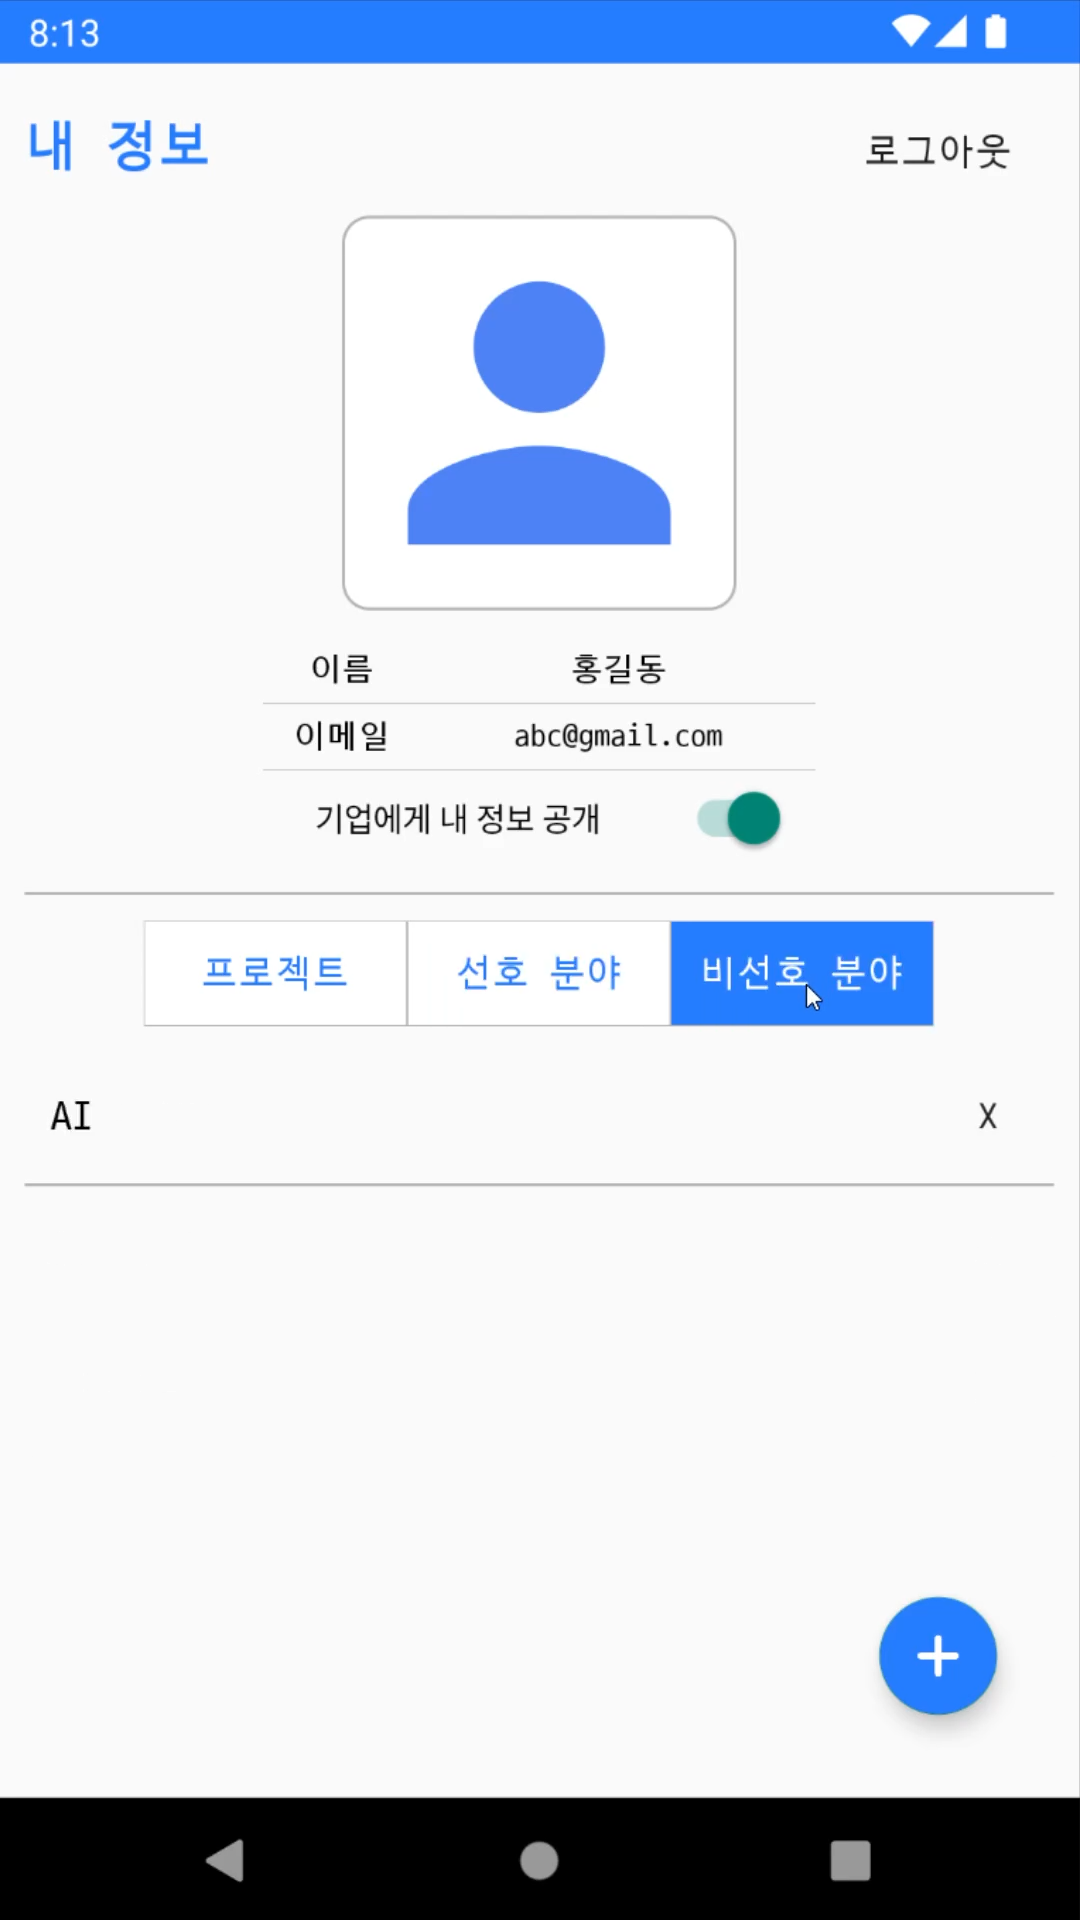 8:13
내 정보
로그아웃
이름 홍길동
이메일 abc@gmail.com
기업에게 내 정보 공개
프로젝트 선호 분야 비선호 분야
AI X